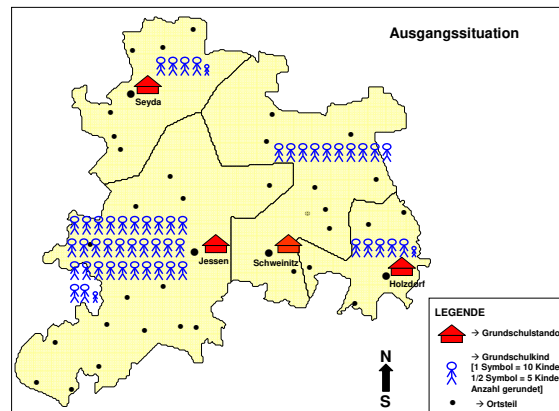 Ausgangssituation
Seyda
Jessen
Schweinitz
Holzdorf
N
S
LEGENDE
→ Grundschulstando
→ Grundschulkind
[1 Symbol = 10 Kinde
1/2 Symbol = 5 Kinde
Anzahl gerundet]
→ Ortsteil